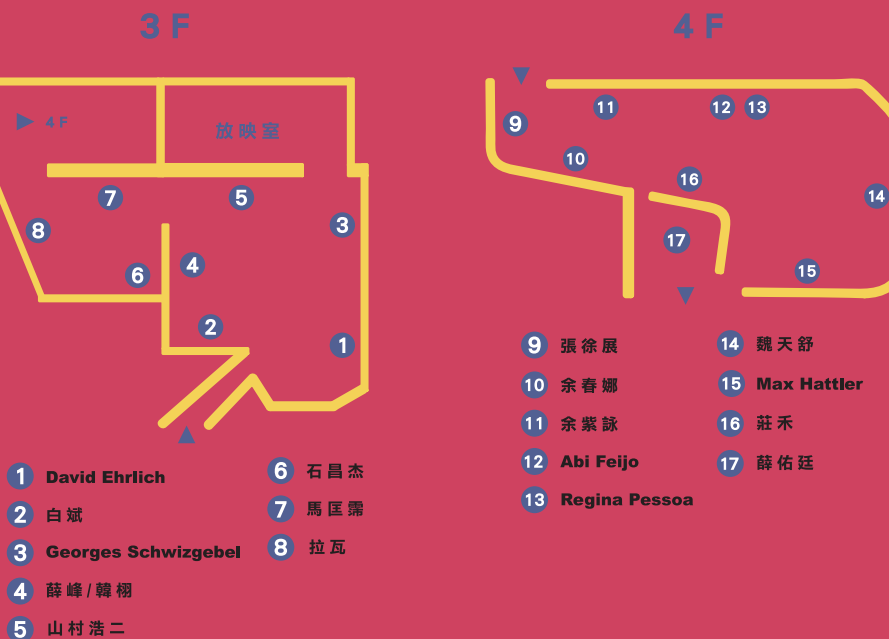 3F
4F
放映室
7
5
8
3
4
6
2
1
1 David Ehrlich
2 白斌
3 Georges Schwizgebel
4 薛峰/韓栩
5 山村浩二
6 石昌杰
7 馬匡霈
8 拉瓦
4F
9
11
12
13
10
16
14
17
15
9 張徐展
10 余春娜
11 余紫詠
12 Abi Feijo
13 Regina Pessoa
14 魏天舒
15 Max Hattler
16 莊禾
17 薛佑廷